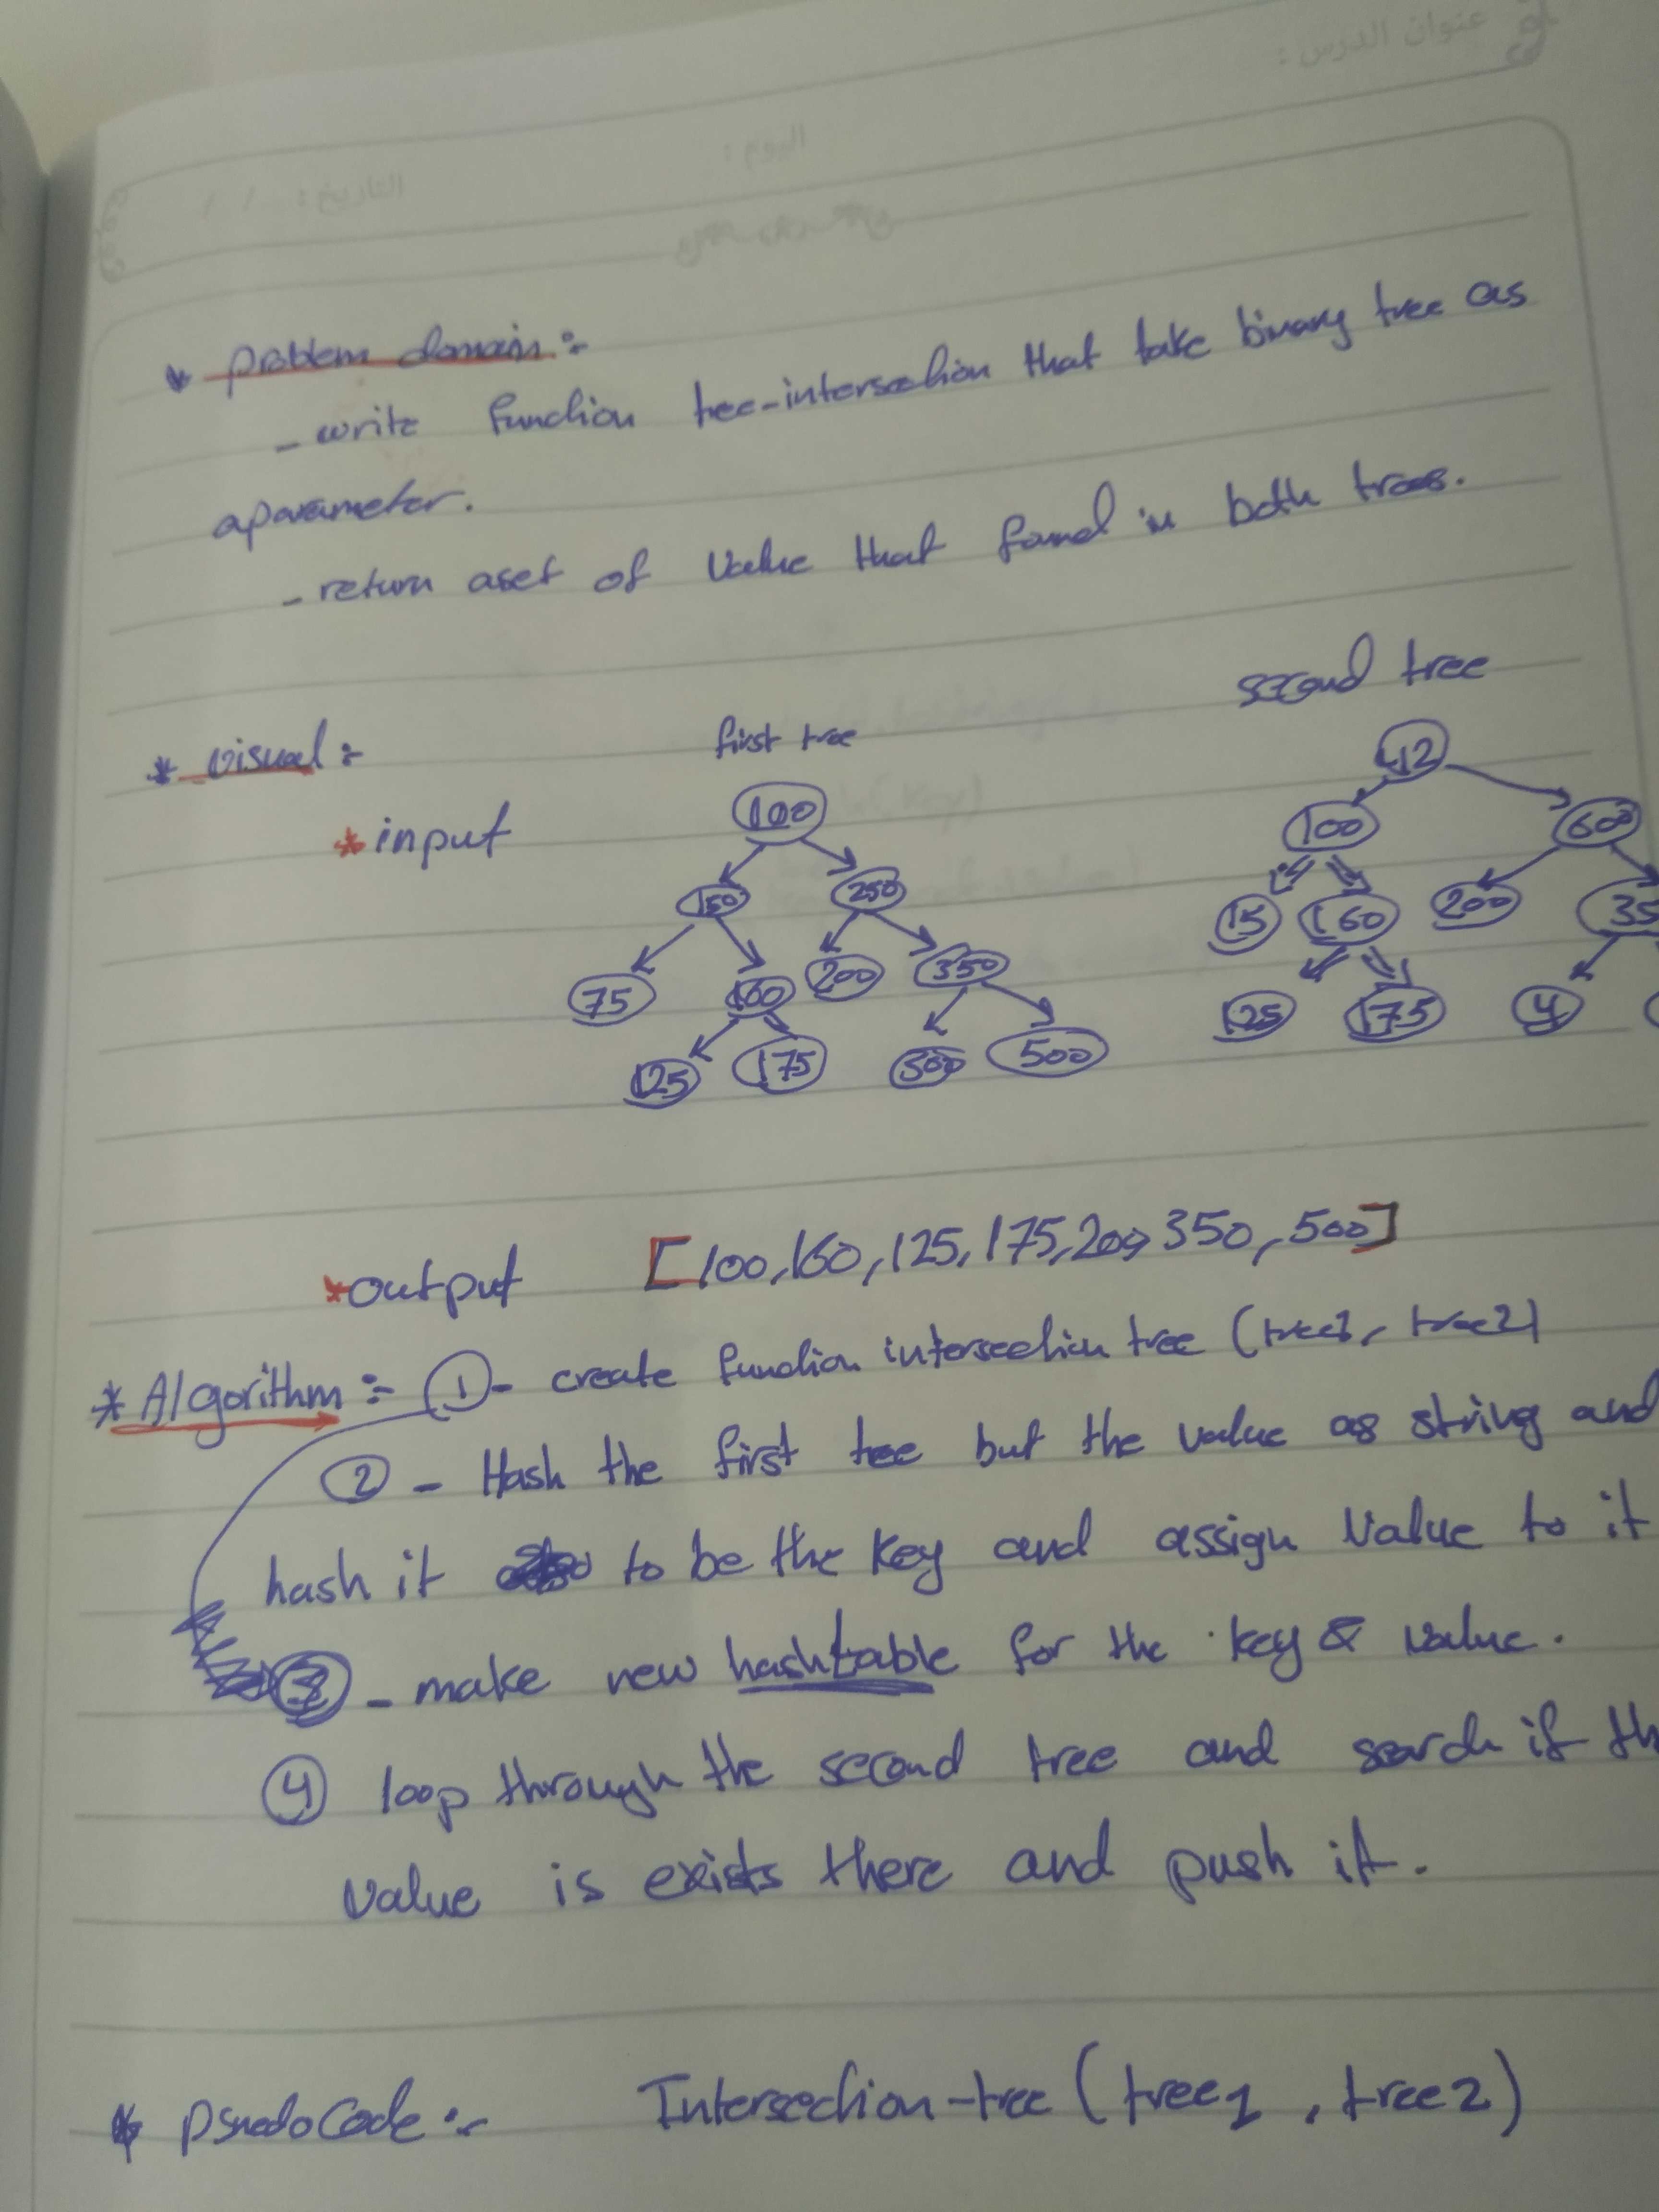 عنوان الدرس :
اليوم :
التاريخ : / /
* problem domain :-
- write function tree-intersection that take binary tree as
aparameter.
- return aset of value that found in both trees.
second tree
* visual :-
first tree
* input
42
100
100
600
150
250
15
160
200
35
75
160
200
350
125
175
4
125
175
300
500
* output [100,160,125,175,200,350,500]
* Algorithm :- ① - create function intersection tree (tree1, tree2)
② - Hash the first tree but the value as string and
hash it to be the key and assign value to it
③ - make new hashtable for the key & value.
④ loop through the second tree and search if th
value is exists there and push it.
* Psuedo Code :- Intersection-tree (tree1, tree2)